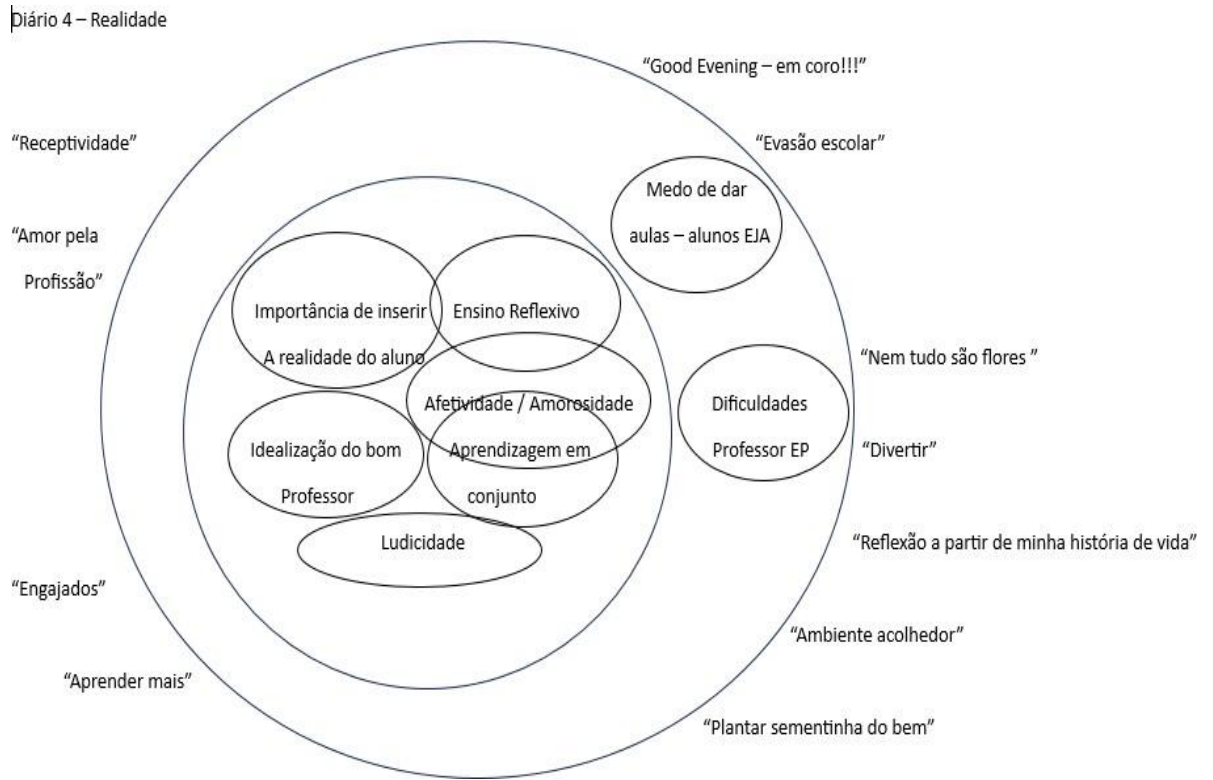 Diário 4 – Realidade
“Good Evening – em coro!!!”
“Receptividade”
“Evasão escolar”
Medo de dar
aulas – alunos EJA
“Amor pela
Profissão”
Importância de inserir
A realidade do aluno
Ensino Reflexivo
“Nem tudo são flores ”
Afetividade / Amorosidade
Dificuldades
Professor EP
Idealização do bom
Professor
Aprendizagem em
conjunto
“Divertir”
Ludicidade
“Reflexão a partir de minha história de vida”
“Engajados”
“Ambiente acolhedor”
“Aprender mais”
“Plantar sementinha do bem”